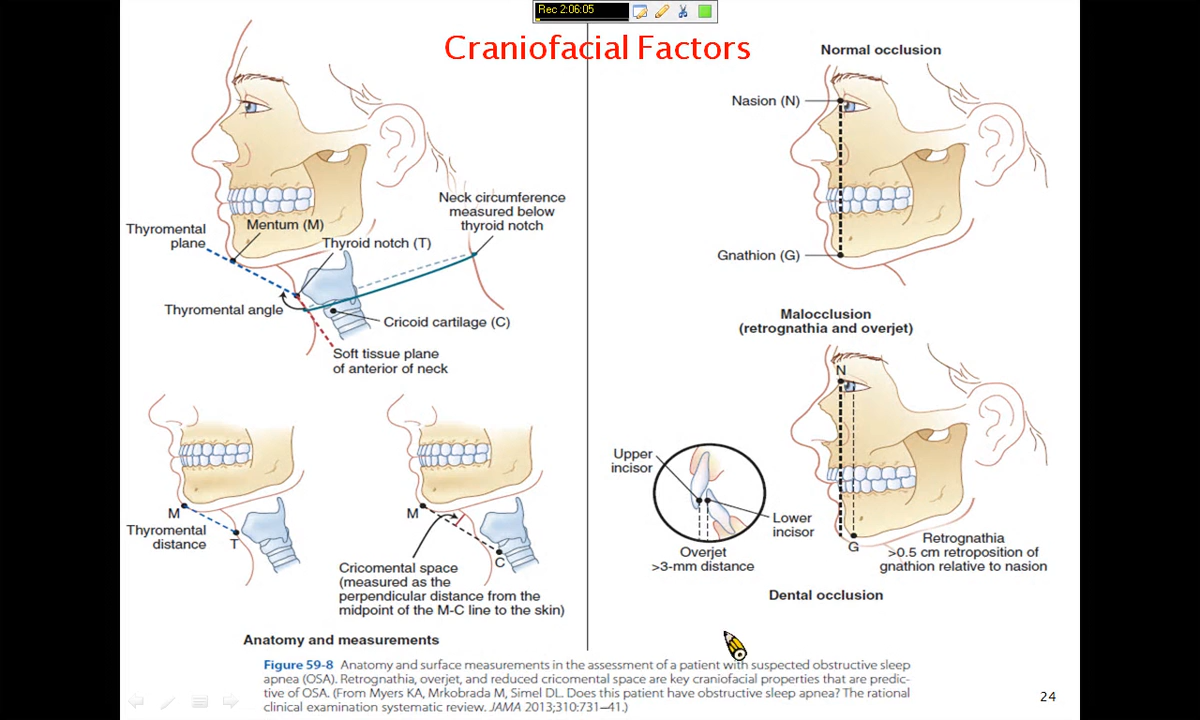 Rec 2:06:05
Craniofacial Factors
Neck circumference
measured below
thyroid notch
Thyromental
plane
Mentum (M)
Thyroid notch (T)
Thyromental angle
Cricoid cartilage (C)
Soft tissue plane
of anterior of neck
M
Thyromental
distance
T
M
C
Cricomental space
(measured as the
perpendicular distance from the
midpoint of the M-C line to the skin)
Anatomy and measurements
Normal occlusion
Nasion (N)
Gnathion (G)
Malocclusion
(retrognathia and overjet)
N
Upper
incisor
Lower
incisor
Overjet
>3-mm distance
G
Retrognathia
>0.5 cm retroposition of
gnathion relative to nasion
Dental occlusion
Figure 59-8 Anatomy and surface measurements in the assessment of a patient with suspected obstructive sleep
apnea (OSA). Retrognathia, overjet, and reduced cricomental space are key craniofacial properties that are predic-
tive of OSA. (From Myers KA, Mrkobrada M, Simel DL. Does this patient have obstructive sleep apnea? The rational
clinical examination systematic review. JAMA 2013;310:731–41.)
24